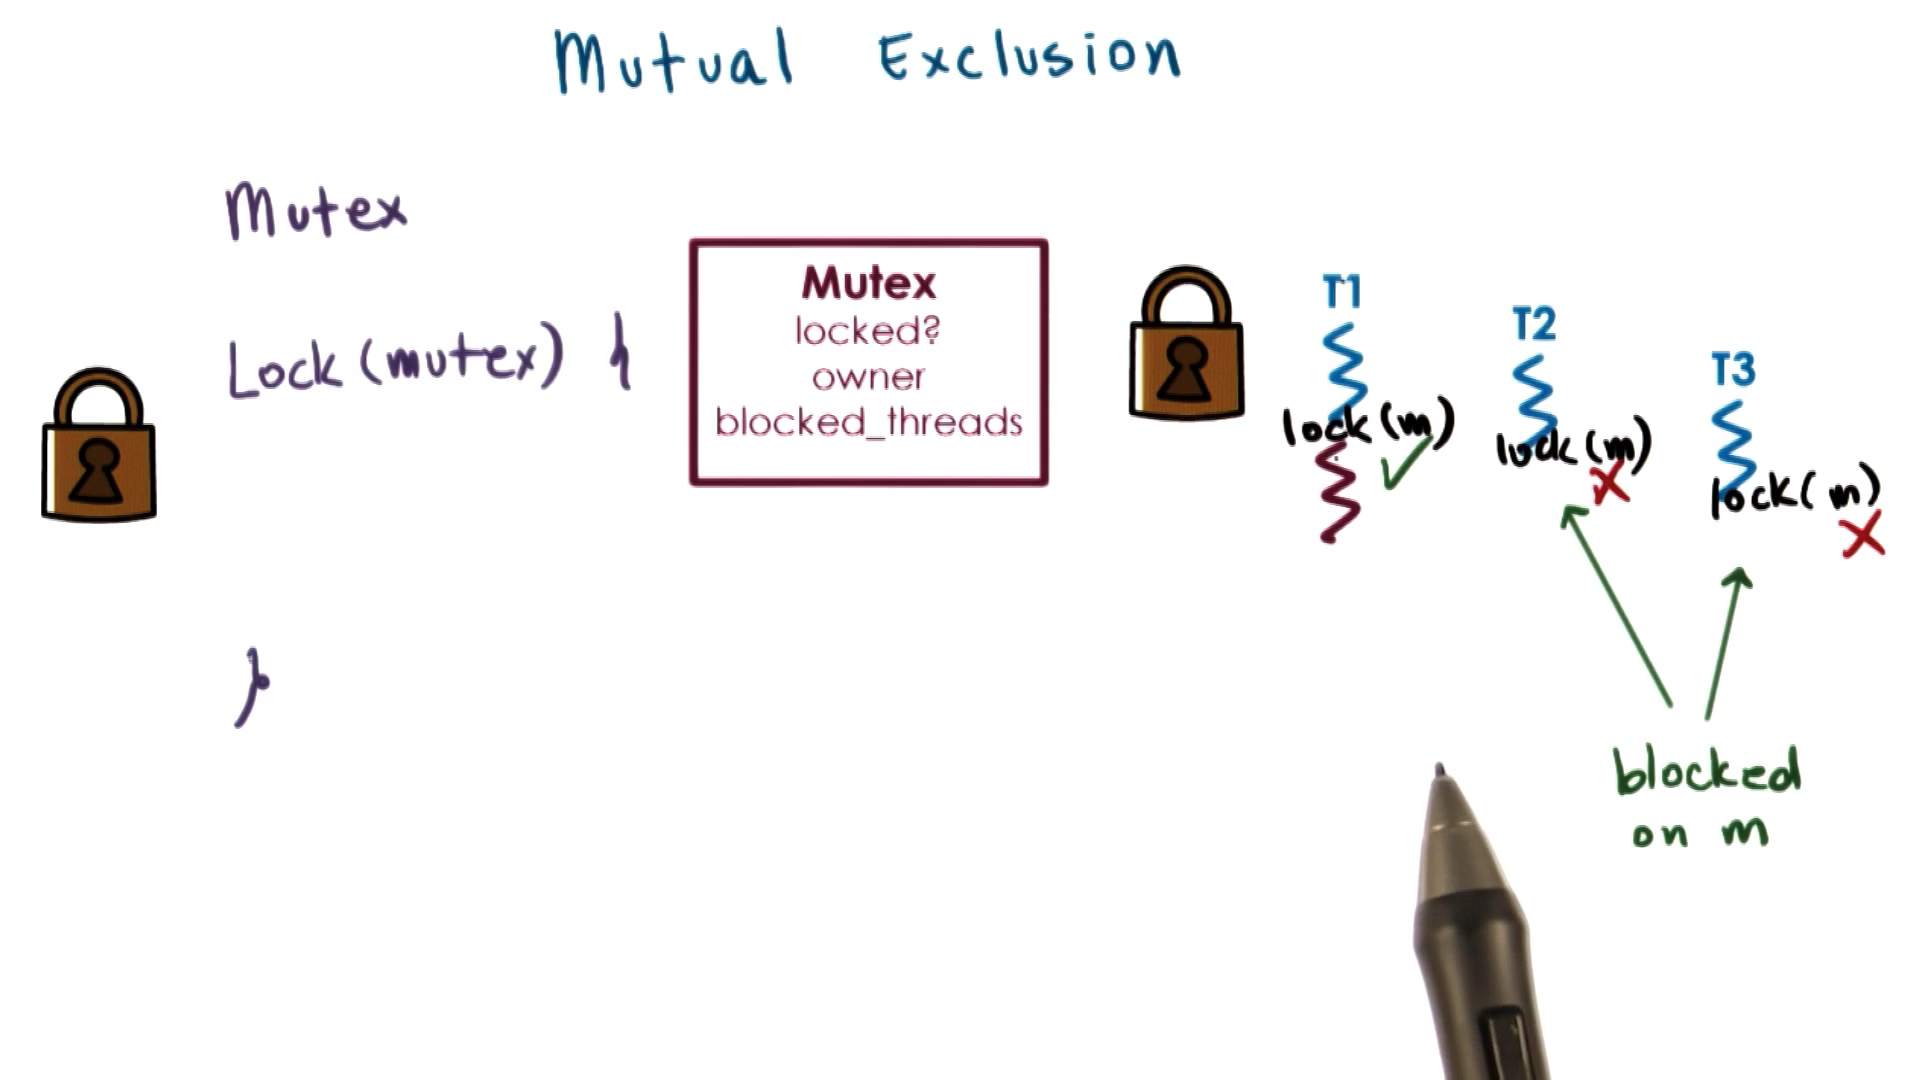 Mutual Exclusion
Mutex
Lock (mutex) {
}
Mutex
locked?
owner
blocked_threads
T1
lock (m)
T2
lock (m)
T3
lock (m)
blocked
on m